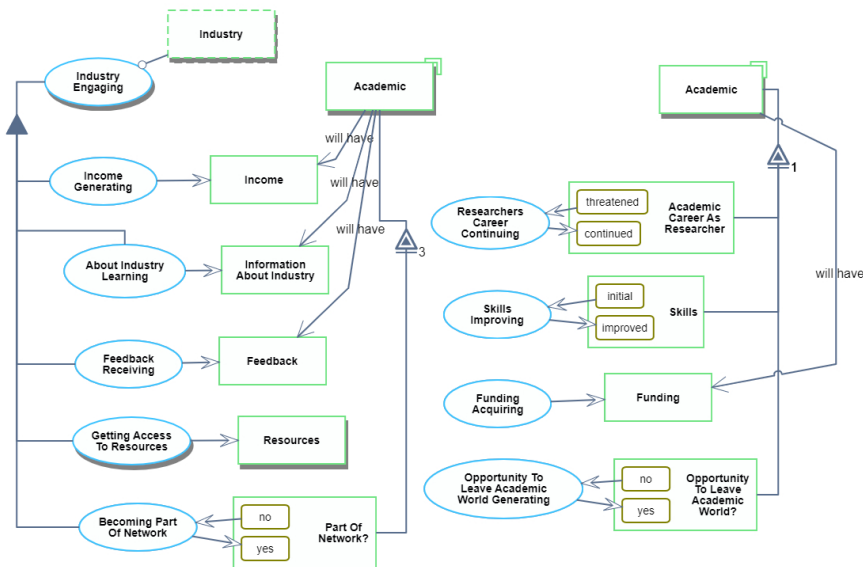 Industry
Industry
Engaging
Academic
will have
Income
Generating
Income
will have
will have
About Industry
Learning
Information
About Industry
3
Feedback
Receiving
Feedback
Getting Access
To Resources
Resources
Becoming Part
Of Network
no
yes
Part Of
Network?
Academic
1
Researchers
Career
Continuing
threatened
continued
Academic
Career As
Researcher
will have
Skills
Improving
initial
improved
Skills
Funding
Acquiring
Funding
Opportunity To
Leave Academic
World Generating
no
yes
Opportunity
To Leave
Academic
World?